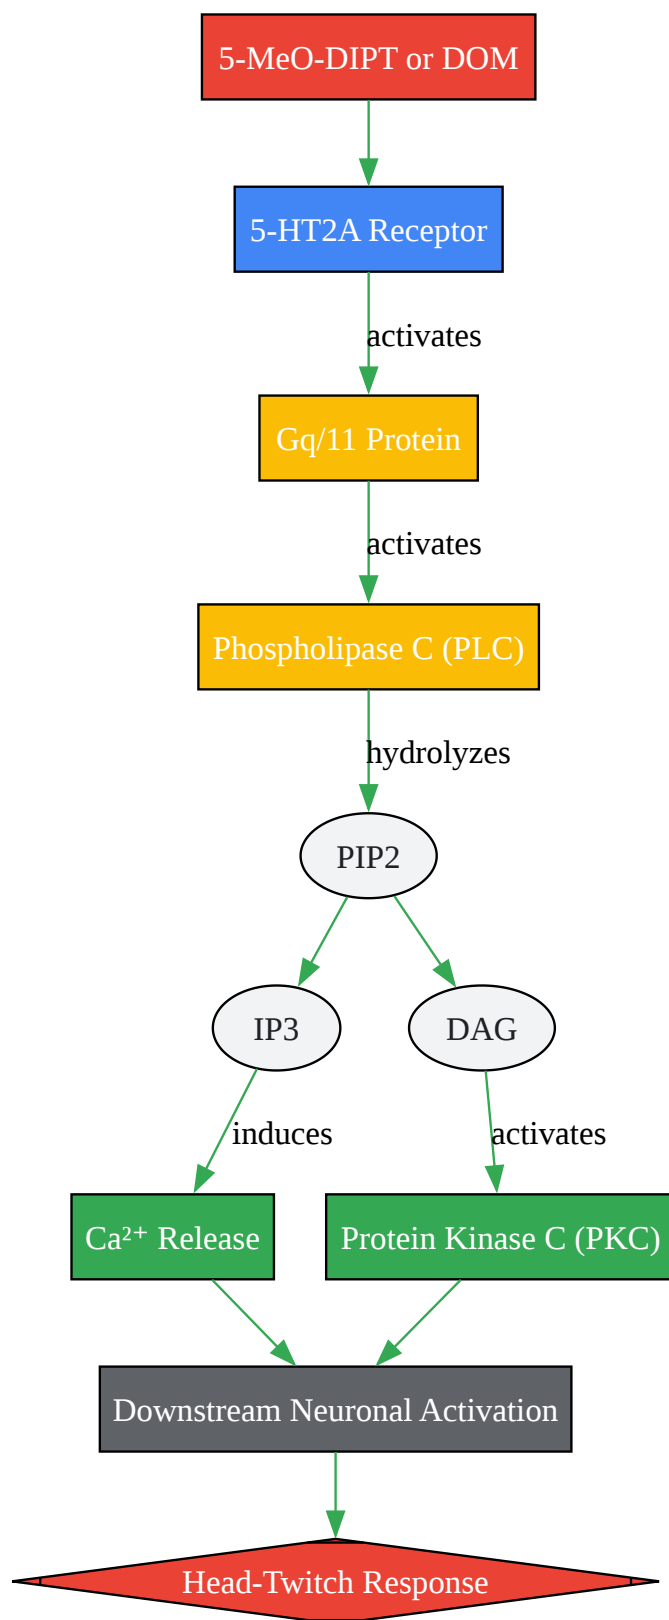 5-MeO-DIPT or DOM
5-HT2A Receptor
activates
Gq/11 Protein
activates
Phospholipase C (PLC)
hydrolyzes
PIP2
IP3
DAG
induces
activates
Ca²⁺ Release
Protein Kinase C (PKC)
Downstream Neuronal Activation
Head-Twitch Response